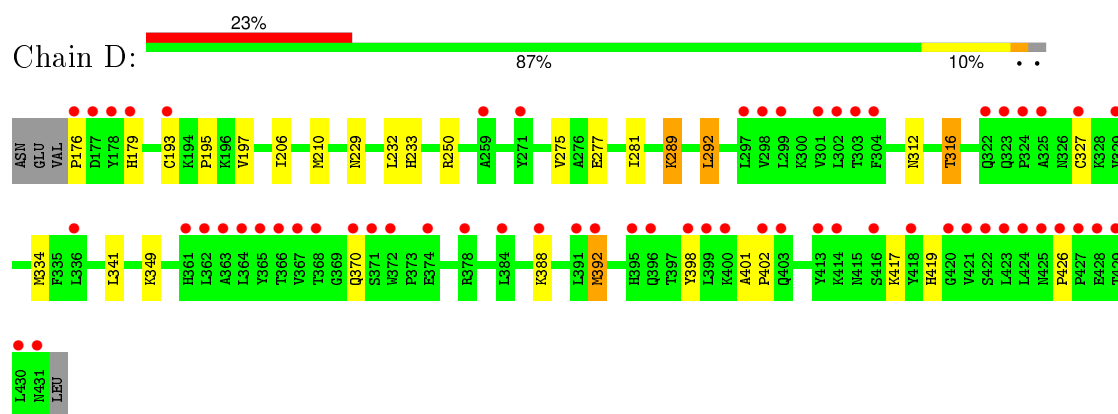 23%
Chain D:
87% 10% • •
ASN GLU VAL P176 D177 Y178 H179 C193 K194 P195 K196 V197 I206 M210 N229 L232 H233 R250 A259 Y271 V275 A276 E277 I281 K289 L292 L297 V298 L299 K300 V301 L302 T303 F304 N312 T316 Q322 Q323 P324 A325 N326 C327 K328
M334 F335 L336 L341 K349 H361 L362 A363 L364 Y365 T366 V367 T368 G369 Q370 S371 W372 P373 E374 R378 L384 K388 L391 M392 H395 Q396 T397 Y398 L399 K400 A401 P402 Q403 Y413 K414 N415 S416 K417 Y418 H419 G420 V421 S422 L423 L424 N425 P426 P427 E428
L430 N431 LEU